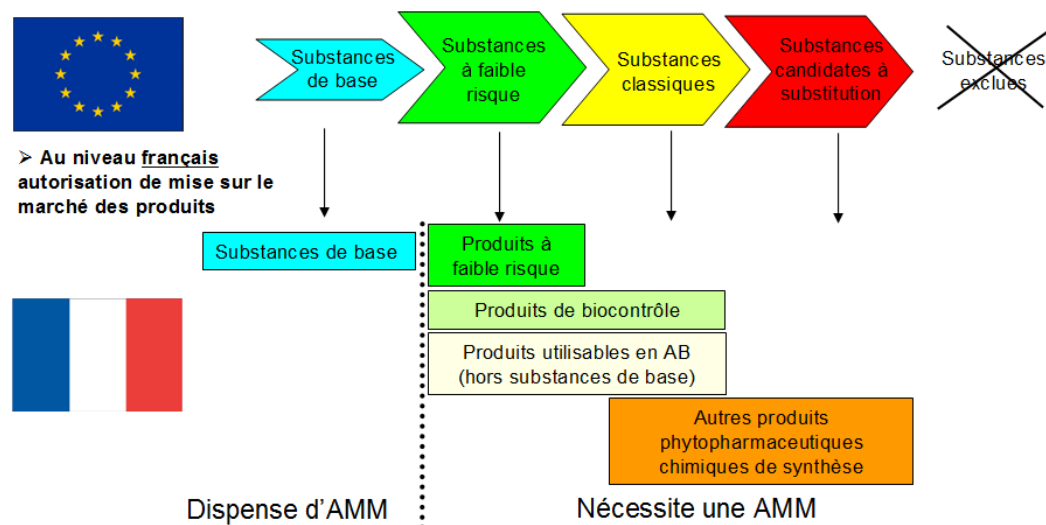 Substances
de base
Substances
à faible
risque
Substances
classiques
Substances
candidates à
substitution
Substances
exclues
➢ Au niveau français
autorisation de mise sur le
marché des produits
Substances de base
Produits à
faible risque
Produits de biocontrôle
Produits utilisables en AB
(hors substances de base)
Autres produits
phytopharmaceutiques
chimiques de synthèse
Dispense d’AMM
Nécessite une AMM